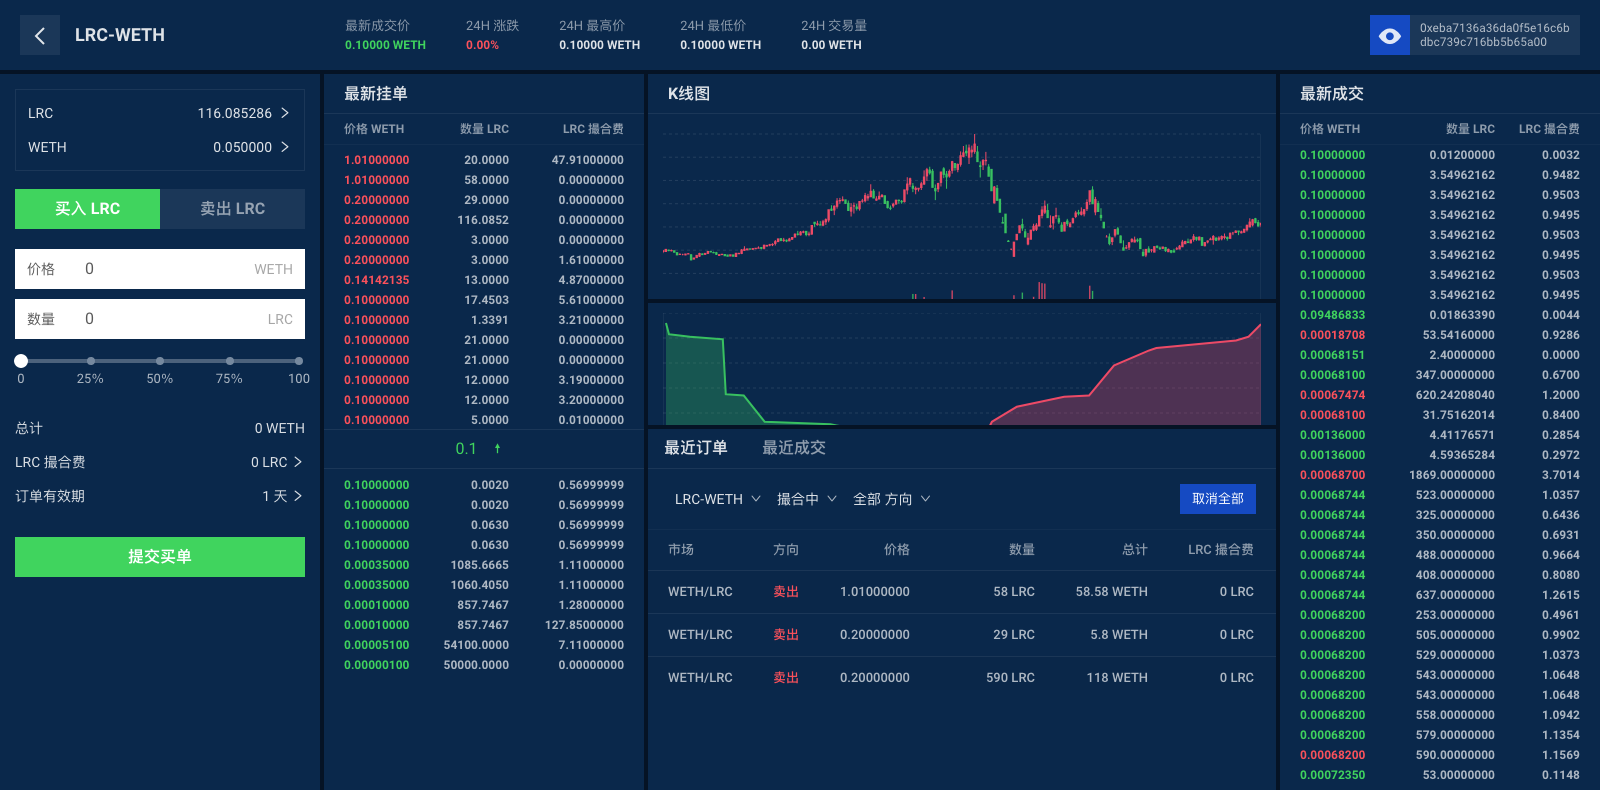 LRC-WETH
最新成交价 24H 涨跌 24H 最高价 24H 最低价 24H 交易量
0.10000 WETH 0.00% 0.10000 WETH 0.10000 WETH 0.00 WETH
0xeba7136a36da0f5e16c6b
dbc739c716bb5b65a00
LRC 116.085286
WETH 0.050000
买入 LRC 卖出 LRC
价格 0 WETH
数量 0 LRC
0 25% 50% 75% 100
总计 0 WETH
LRC 撮合费 0 LRC
订单有效期 1 天
提交买单
最新挂单
价格 WETH 数量 LRC LRC 撮合费
1.01000000 20.0000 47.91000000
1.01000000 58.0000 0.00000000
0.20000000 29.0000 0.00000000
0.20000000 116.0852 0.00000000
0.20000000 3.0000 0.00000000
0.20000000 3.0000 1.61000000
0.14142135 13.0000 4.87000000
0.10000000 17.4503 5.61000000
0.10000000 1.3391 3.21000000
0.10000000 21.0000 0.00000000
0.10000000 21.0000 0.00000000
0.10000000 12.0000 3.19000000
0.10000000 12.0000 3.20000000
0.10000000 5.0000 0.01000000
0.1
0.10000000 0.0020 0.56999999
0.10000000 0.0020 0.56999999
0.10000000 0.0630 0.56999999
0.10000000 0.0630 0.56999999
0.00035000 1085.6665 1.11000000
0.00035000 1060.4050 1.11000000
0.00010000 857.7467 1.28000000
0.00010000 857.7467 127.85000000
0.00005100 54100.0000 7.11000000
0.00000100 50000.0000 0.00000000
K线图
最近订单 最近成交
LRC-WETH 撮合中 全部 方向 取消全部
市场 方向 价格 数量 总计 LRC 撮合费
WETH/LRC 卖出 1.01000000 58 LRC 58.58 WETH 0 LRC
WETH/LRC 卖出 0.20000000 29 LRC 5.8 WETH 0 LRC
WETH/LRC 卖出 0.20000000 590 LRC 118 WETH 0 LRC
最新成交
价格 WETH 数量 LRC LRC 撮合费
0.10000000 0.01200000 0.0032
0.10000000 3.54962162 0.9482
0.10000000 3.54962162 0.9503
0.10000000 3.54962162 0.9495
0.10000000 3.54962162 0.9503
0.10000000 3.54962162 0.9495
0.10000000 3.54962162 0.9503
0.10000000 3.54962162 0.9495
0.09486833 0.01863390 0.0044
0.00018708 53.54160000 0.9286
0.00068151 2.40000000 0.0000
0.00068100 347.00000000 0.6700
0.00067474 620.24208040 1.2000
0.00068100 31.75162014 0.8400
0.00136000 4.41176571 0.2854
0.00136000 4.59365284 0.2972
0.00068700 1869.00000000 3.7014
0.00068744 523.00000000 1.0357
0.00068744 325.00000000 0.6436
0.00068744 350.00000000 0.6931
0.00068744 488.00000000 0.9664
0.00068744 408.00000000 0.8080
0.00068744 637.00000000 1.2615
0.00068200 253.00000000 0.4961
0.00068200 505.00000000 0.9902
0.00068200 529.00000000 1.0373
0.00068200 543.00000000 1.0648
0.00068200 543.00000000 1.0648
0.00068200 558.00000000 1.0942
0.00068200 579.00000000 1.1354
0.00068200 590.00000000 1.1569
0.00072350 53.00000000 0.1148